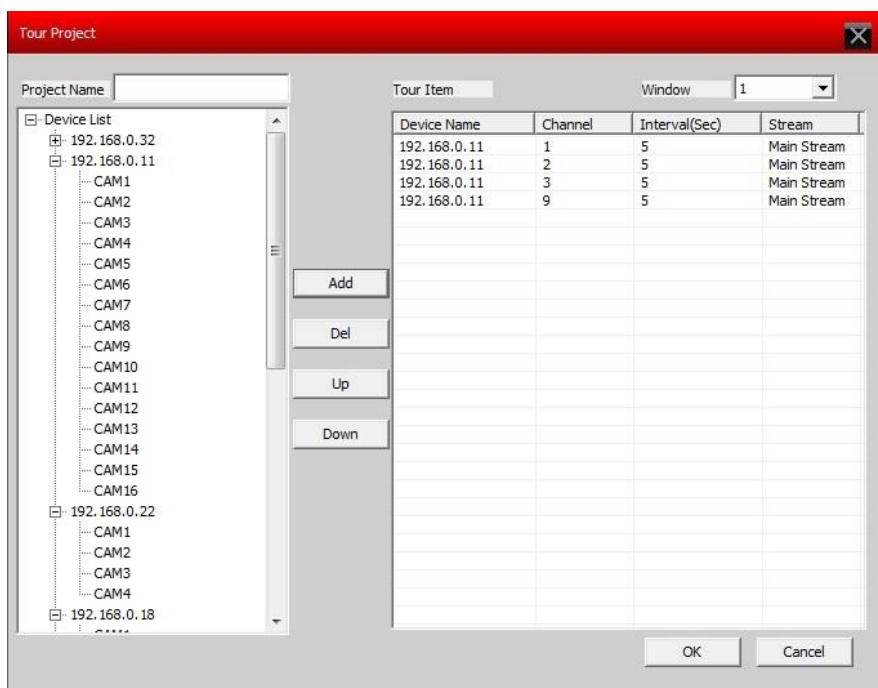 Tour Project
Project Name
Tour Item
Window
1
Device List
192.168.0.32
192.168.0.11
CAM1
CAM2
CAM3
CAM4
CAM5
CAM6
CAM7
CAM8
CAM9
CAM10
CAM11
CAM12
CAM13
CAM14
CAM15
CAM16
192.168.0.22
CAM1
CAM2
CAM3
CAM4
192.168.0.18
Add
Del
Up
Down
Device Name Channel Interval(Sec) Stream
192.168.0.11 1 5 Main Stream
192.168.0.11 2 5 Main Stream
192.168.0.11 3 5 Main Stream
192.168.0.11 9 5 Main Stream
OK
Cancel